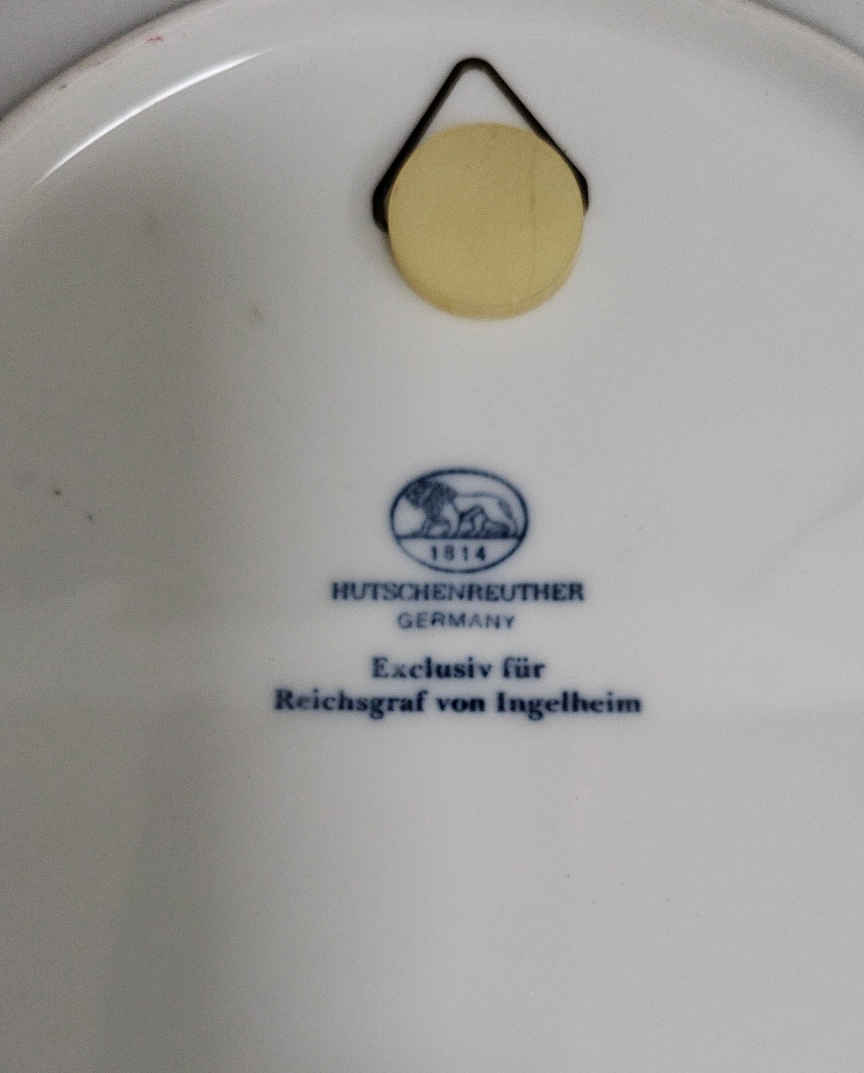 1814
HUTSCHENREUTHER
GERMANY
Exclusiv für
Reichsgraf von Ingelheim